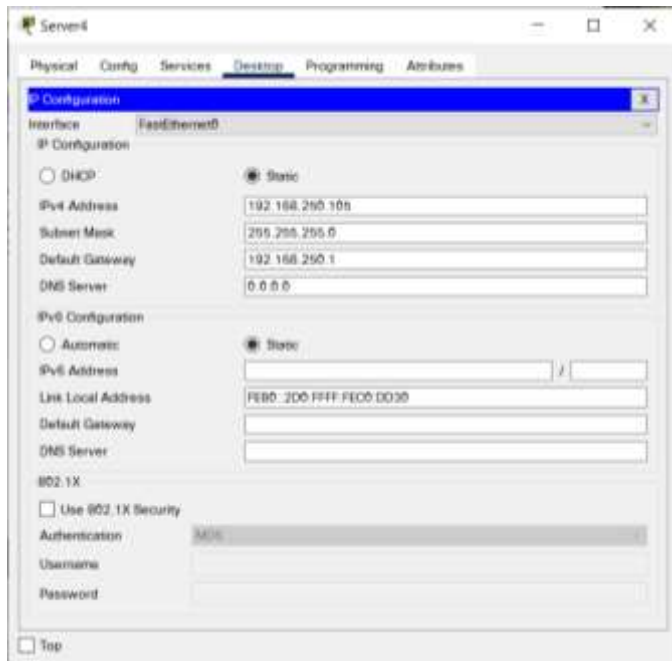 Server4
Physical Config Services Desktop Programming Attributes
IP Configuration X
Interface FastEthernet0
IP Configuration
DHCP Static
IPv4 Address 192.168.250.105
Subnet Mask 255.255.255.0
Default Gateway 192.168.250.1
DNS Server 0.0.0.0
IPv6 Configuration
Automatic Static
IPv6 Address /
Link Local Address FE80::2D0:FFFF:FEC0:DD30
Default Gateway
DNS Server
802.1X
Use 802.1X Security
Authentication MD5
Username
Password
Top